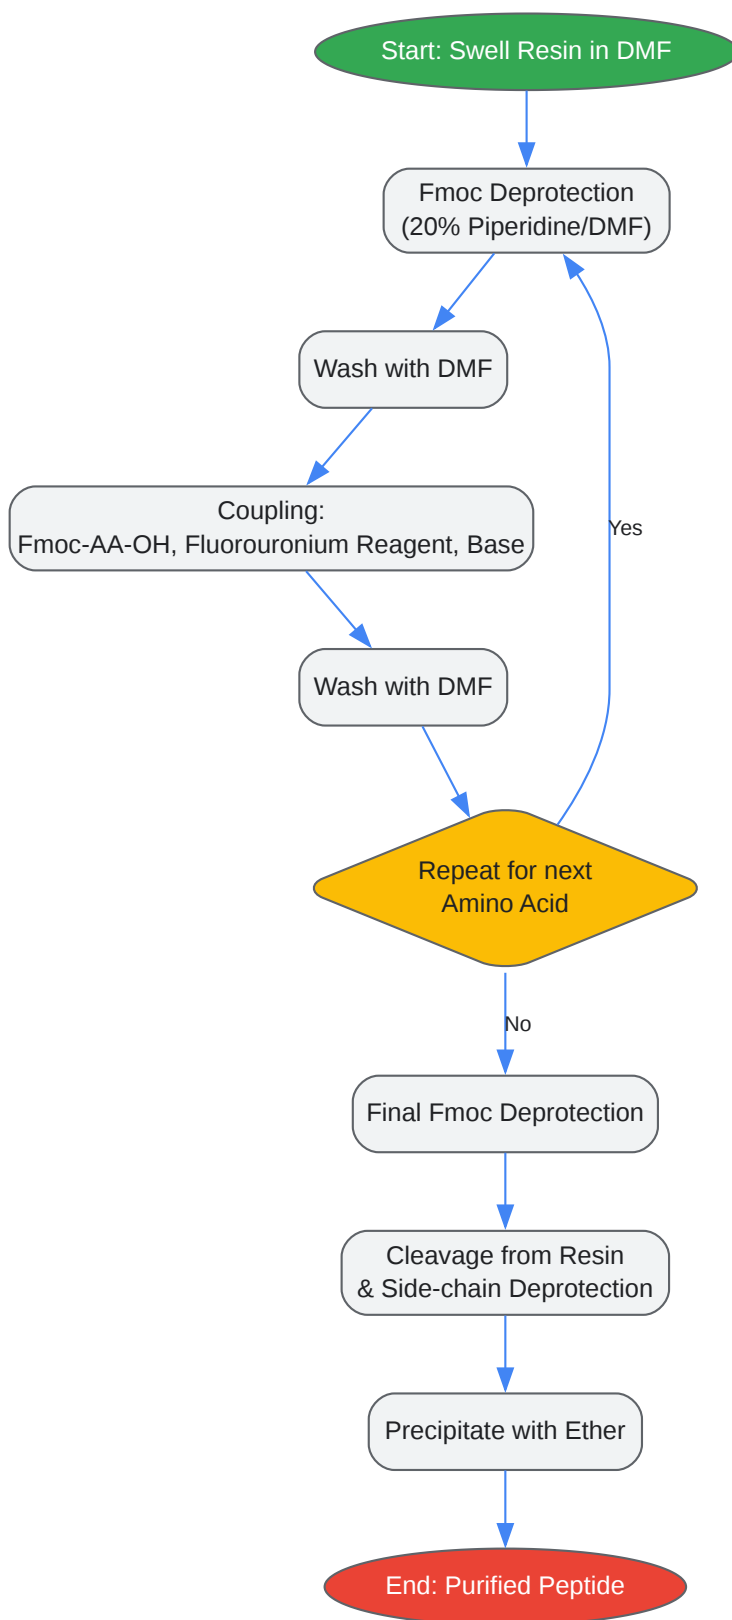 Start: Swell Resin in DMF
Fmoc Deprotection
(20% Piperidine/DMF)
Wash with DMF
Coupling:
Fmoc-AA-OH, Fluorouronium Reagent, Base
Yes
Wash with DMF
Repeat for next
Amino Acid
No
Final Fmoc Deprotection
Cleavage from Resin
& Side-chain Deprotection
Precipitate with Ether
End: Purified Peptide